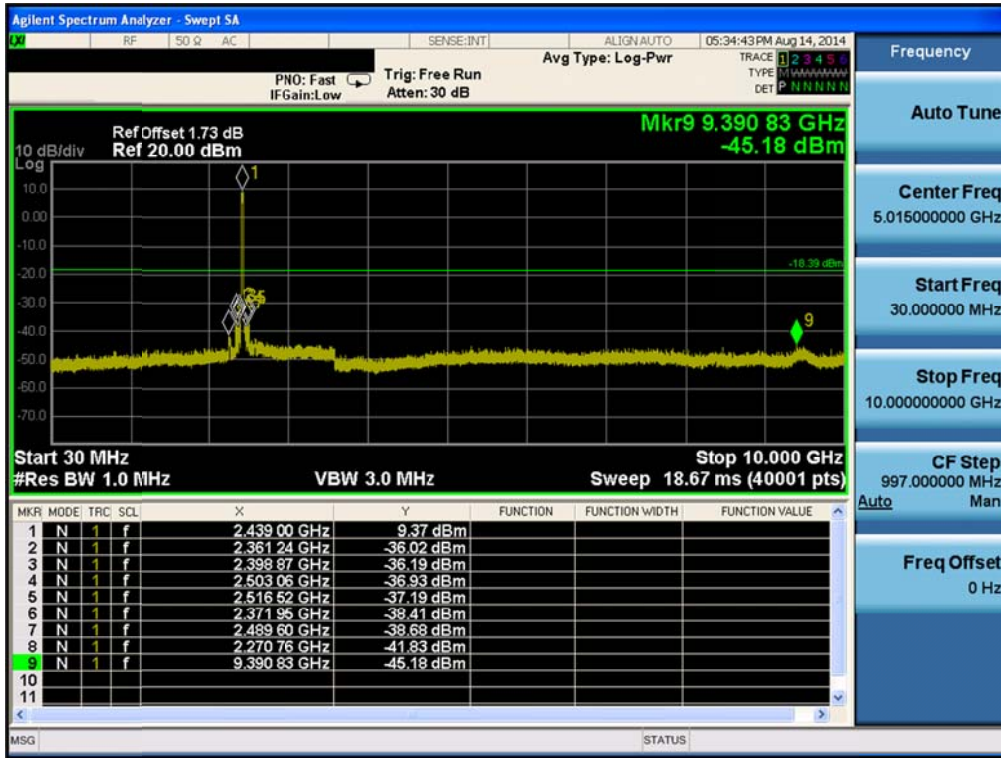 Agilent Spectrum Analyzer - Swept SA
RF 50 Ω AC SENSE:INT ALIGN AUTO 05:34:43 PM Aug 14, 2014
Avg Type: Log-Pwr
TRACE 1 2 3 4 5 6
PNO: Fast Trig: Free Run
TYPE M
IFGain:Low Atten: 30 dB
DET P N N N N N
Mkr9 9.390 83 GHz
-45.18 dBm
Ref Offset 1.73 dB
10 dB/div Ref 20.00 dBm
Log
1
10.0
0.00
-10.0
-18.39 dBm
-20.0
-30.0
9
-40.0
-50.0
-60.0
-70.0
Start 30 MHz Stop 10.000 GHz
#Res BW 1.0 MHz VBW 3.0 MHz Sweep 18.67 ms (40001 pts)
MKR MODE TRC SCL X Y FUNCTION FUNCTION WIDTH FUNCTION VALUE
1 N 1 f 2.439 00 GHz 9.37 dBm
2 N 1 f 2.361 24 GHz -36.02 dBm
3 N 1 f 2.398 87 GHz -36.19 dBm
4 N 1 f 2.503 06 GHz -36.93 dBm
5 N 1 f 2.516 52 GHz -37.19 dBm
6 N 1 f 2.371 95 GHz -38.41 dBm
7 N 1 f 2.489 60 GHz -38.68 dBm
8 N 1 f 2.270 76 GHz -41.83 dBm
9 N 1 f 9.390 83 GHz -45.18 dBm
10
11
MSG STATUS
Frequency
Auto Tune
Center Freq
5.015000000 GHz
Start Freq
30.000000 MHz
Stop Freq
10.000000000 GHz
CF Step
997.000000 MHz
Auto Man
Freq Offset
0 Hz